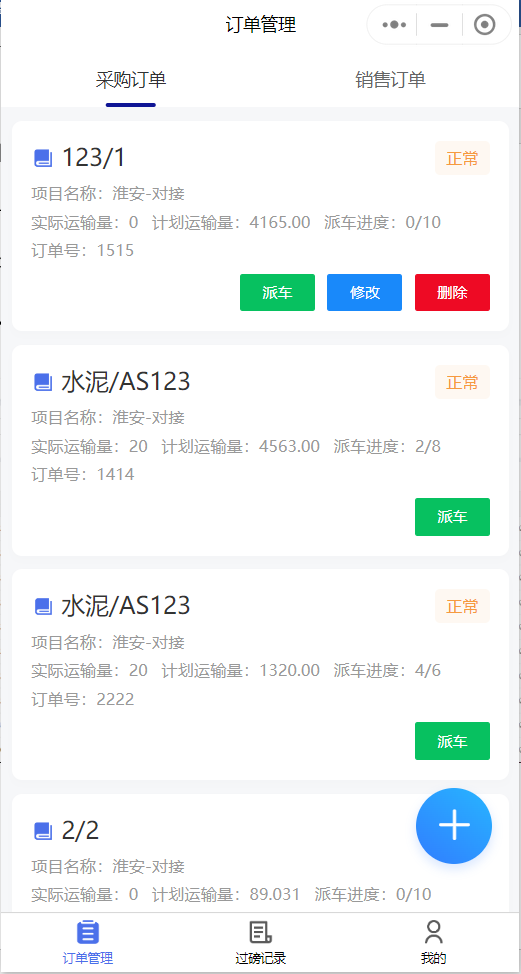 订单管理
采购订单 销售订单
123/1 正常
项目名称：淮安-对接
实际运输量：0 计划运输量：4165.00 派车进度：0/10
订单号：1515
派车 修改 删除
水泥/AS123 正常
项目名称：淮安-对接
实际运输量：20 计划运输量：4563.00 派车进度：2/8
订单号：1414
派车
水泥/AS123 正常
项目名称：淮安-对接
实际运输量：20 计划运输量：1320.00 派车进度：4/6
订单号：2222
派车
2/2
项目名称：淮安-对接
实际运输量：0 计划运输量：89.031 派车进度：0/10
订单管理 过磅记录 我的